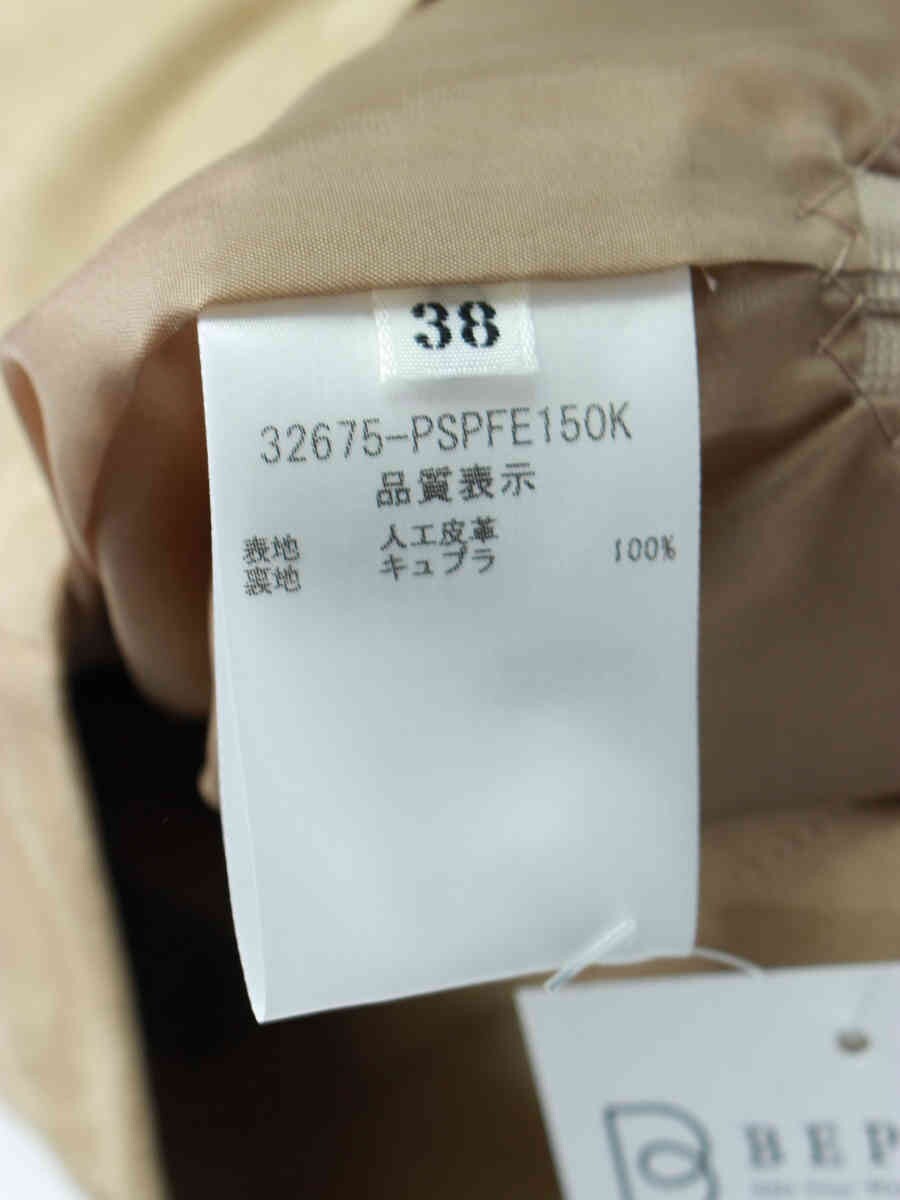 38
32675-PSPFE150K
品質表示
表地 人工皮革
裏地 キュプラ 100%
BEP